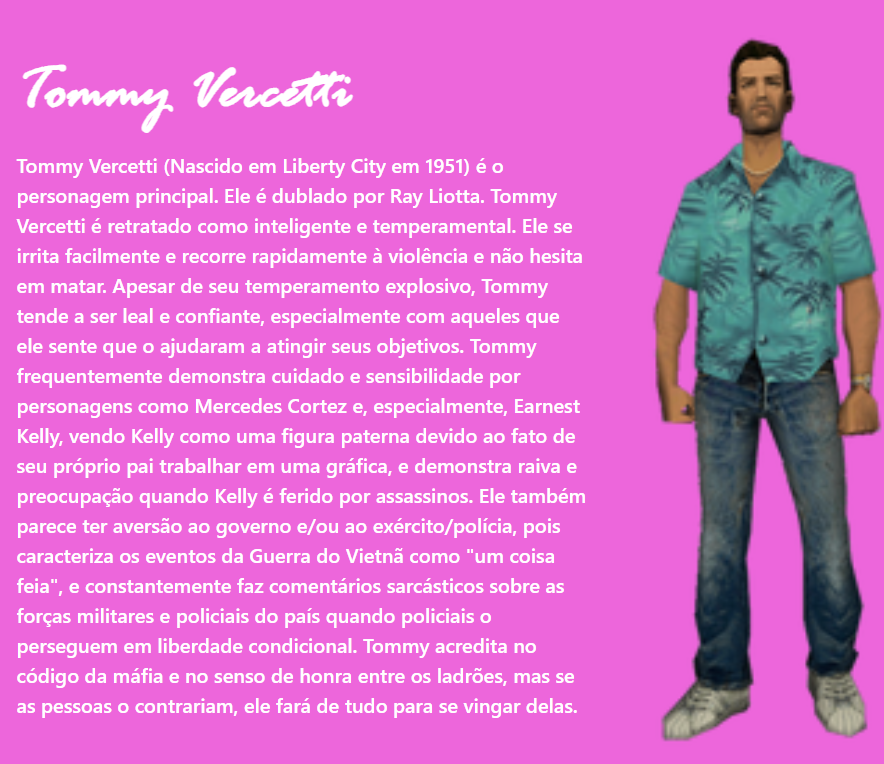 Tommy Vercetti
Tommy Vercetti (Nascido em Liberty City em 1951) é o
personagem principal. Ele é dublado por Ray Liotta. Tommy
Vercetti é retratado como inteligente e temperamental. Ele se
irrita facilmente e recorre rapidamente à violência e não hesita
em matar. Apesar de seu temperamento explosivo, Tommy
tende a ser leal e confiante, especialmente com aqueles que
ele sente que o ajudaram a atingir seus objetivos. Tommy
frequentemente demonstra cuidado e sensibilidade por
personagens como Mercedes Cortez e, especialmente, Earnest
Kelly, vendo Kelly como uma figura paterna devido ao fato de
seu próprio pai trabalhar em uma gráfica, e demonstra raiva e
preocupação quando Kelly é ferido por assassinos. Ele também
parece ter aversão ao governo e/ou ao exército/polícia, pois
caracteriza os eventos da Guerra do Vietnã como "um coisa
feia", e constantemente faz comentários sarcásticos sobre as
forças militares e policiais do país quando policiais o
perseguem em liberdade condicional. Tommy acredita no
código da máfia e no senso de honra entre os ladrões, mas se
as pessoas o contrariam, ele fará de tudo para se vingar delas.